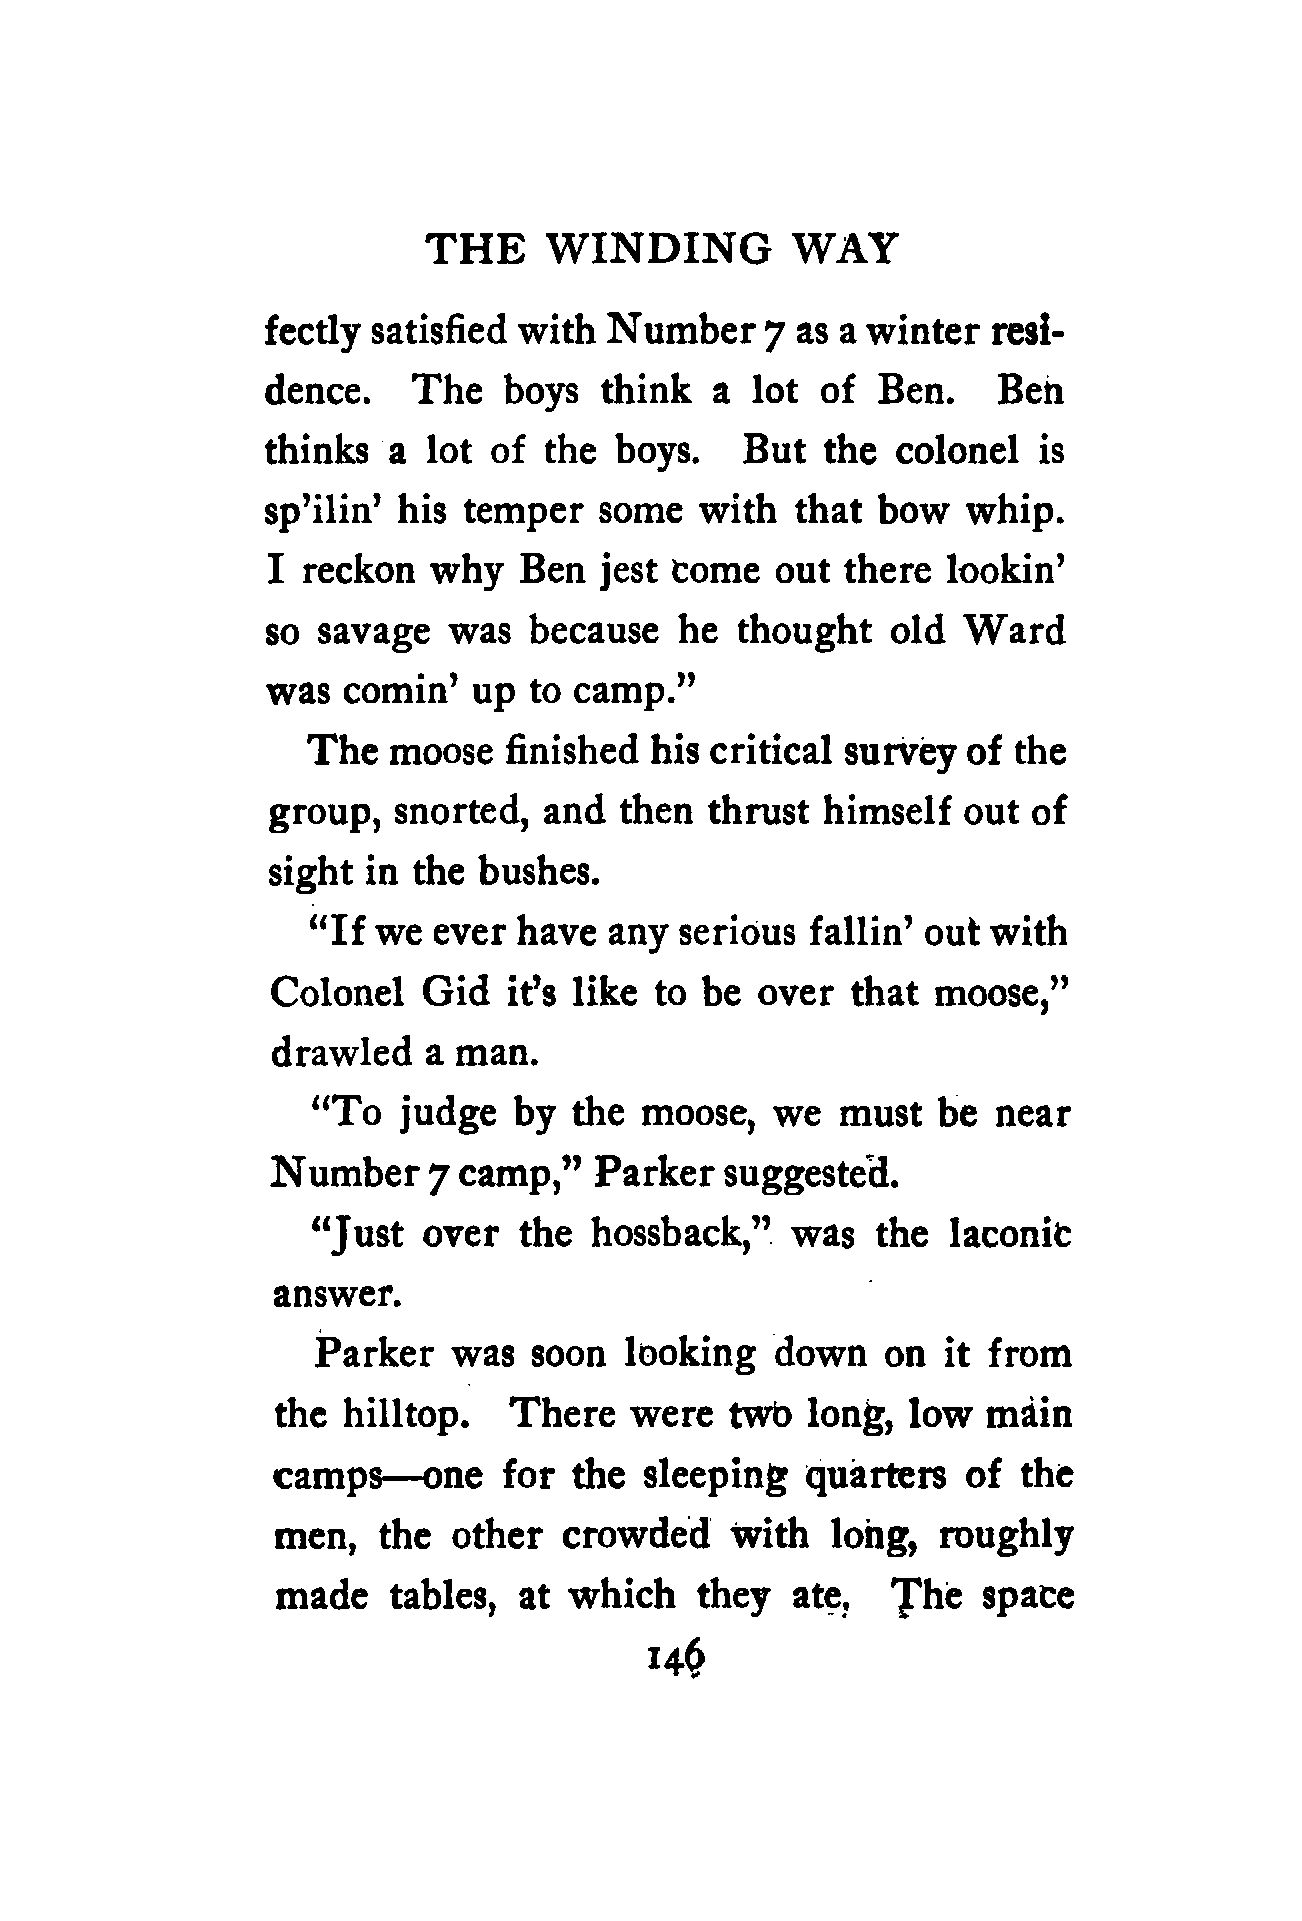 THE WINDING WAY
fectly satisfied with Number 7 as a winter resi-
dence. The boys think a lot of Ben. Ben
thinks a lot of the boys. But the colonel is
sp'ilin' his temper some with that bow whip.
I reckon why Ben jest come out there lookin'
so savage was because he thought old Ward
was comin' up to camp."
The moose finished his critical survey of the
group, snorted, and then thrust himself out of
sight in the bushes.
"If we ever have any serious fallin' out with
Colonel Gid it's like to be over that moose,"
drawled a man.
"To judge by the moose, we must be near
Number 7 camp," Parker suggested.
"Just over the hossback," was the laconic
answer.
Parker was soon looking down on it from
the hilltop. There were two long, low main
camps—one for the sleeping quarters of the
men, the other crowded with long, roughly
made tables, at which they ate. The space
146